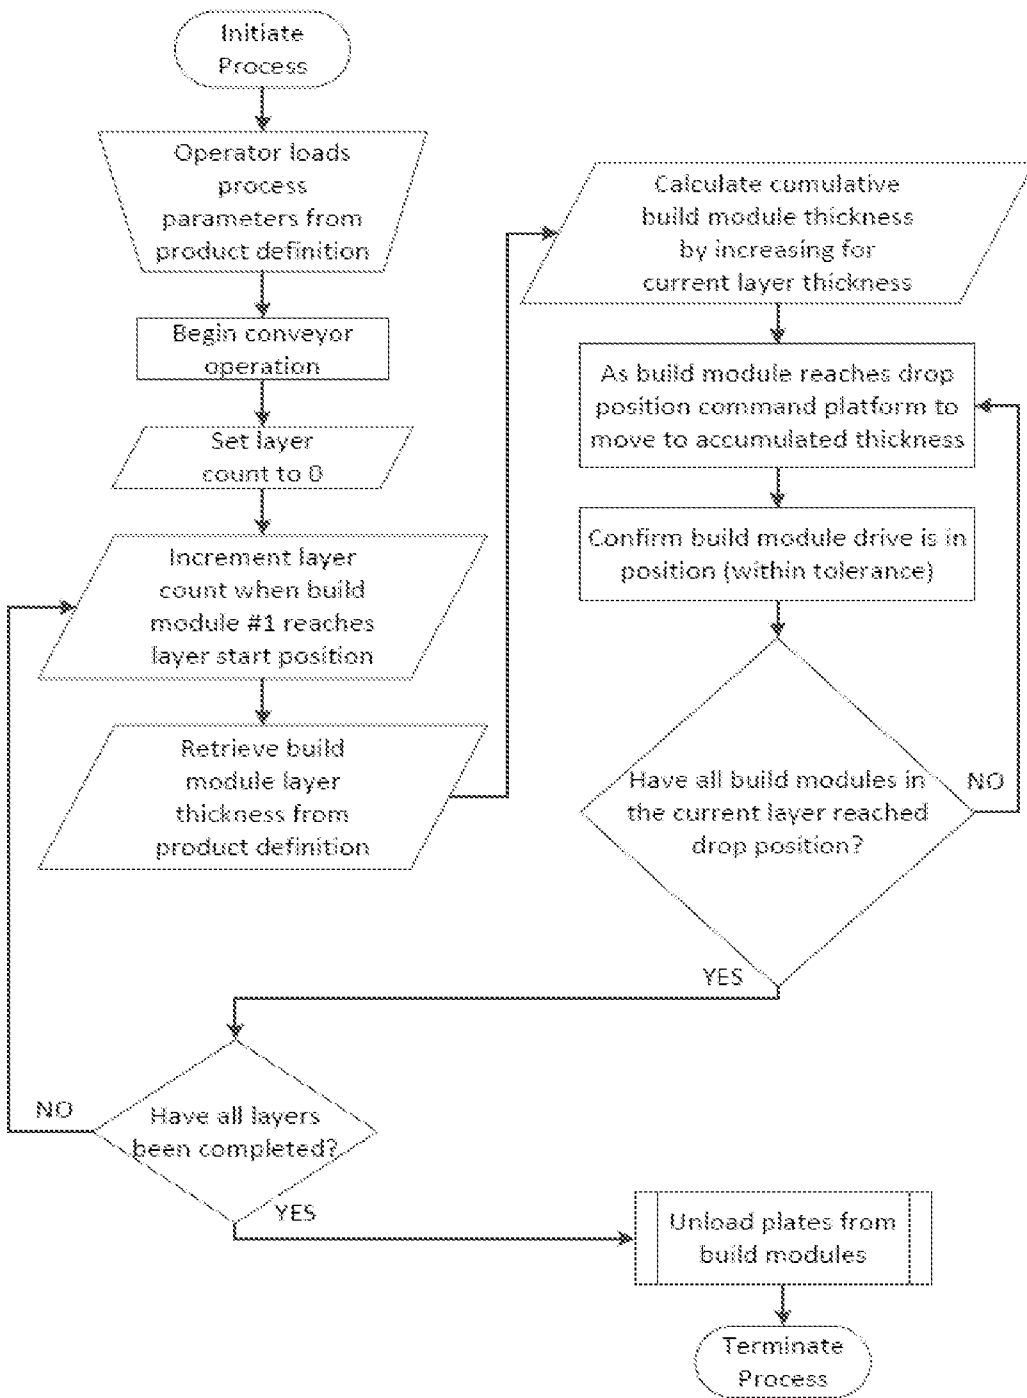 Initiate
Process
Operator loads
process
parameters from
product definition
Begin conveyor
operation
Set layer
count to 0
Increment layer
count when build
module #1 reaches
layer start position
Retrieve build
module layer
thickness from
product definition
Calculate cumulative
build module thickness
by increasing for
current layer thickness
As build module reaches drop
position command platform to
move to accumulated thickness
Confirm build module drive is in
position (within tolerance)
Have all build modules in
the current layer reached
drop position?
NO
YES
Have all layers
been completed?
NO
YES
Unload plates from
build modules
Terminate
Process